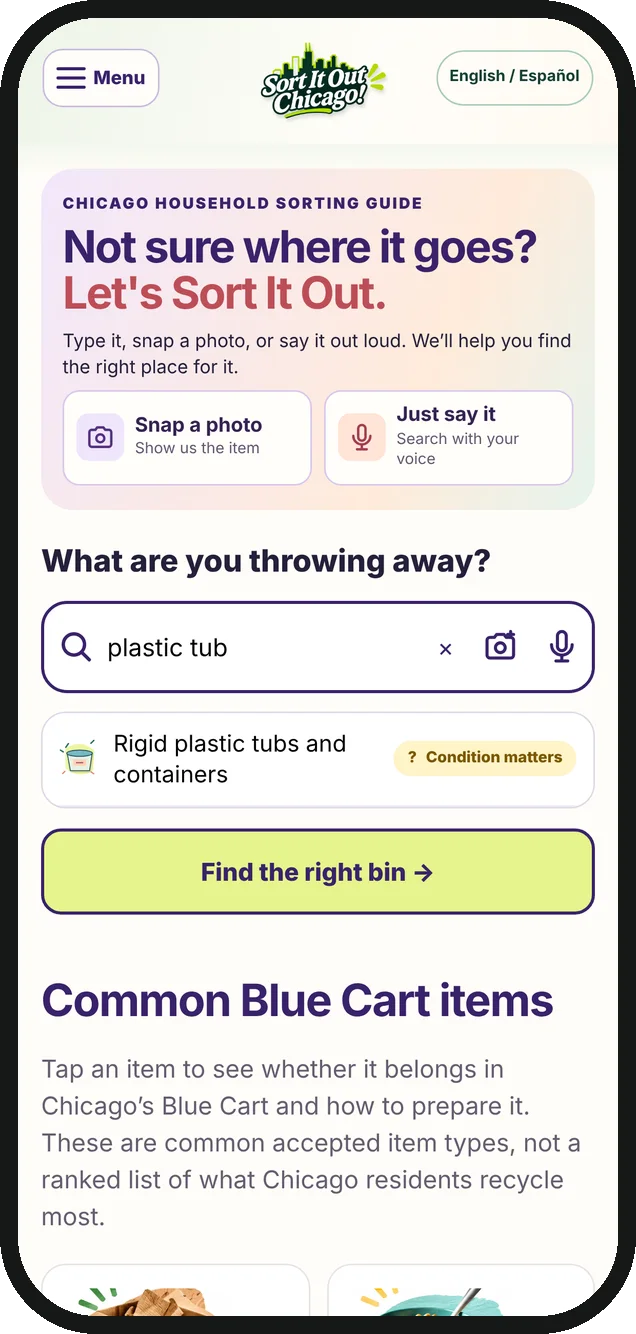 Menu
Sort It Out
Chicago!
English / Español
CHICAGO HOUSEHOLD SORTING GUIDE
Not sure where it goes?
Let's Sort It Out.
Type it, snap a photo, or say it out loud. We’ll help you find
the right place for it.
Snap a photo
Show us the item
Just say it
Search with your
voice
What are you throwing away?
plastic tub
×
Rigid plastic tubs and
containers
? Condition matters
Find the right bin →
Common Blue Cart items
Tap an item to see whether it belongs in
Chicago’s Blue Cart and how to prepare it.
These are common accepted item types, not a
ranked list of what Chicago residents recycle
most.